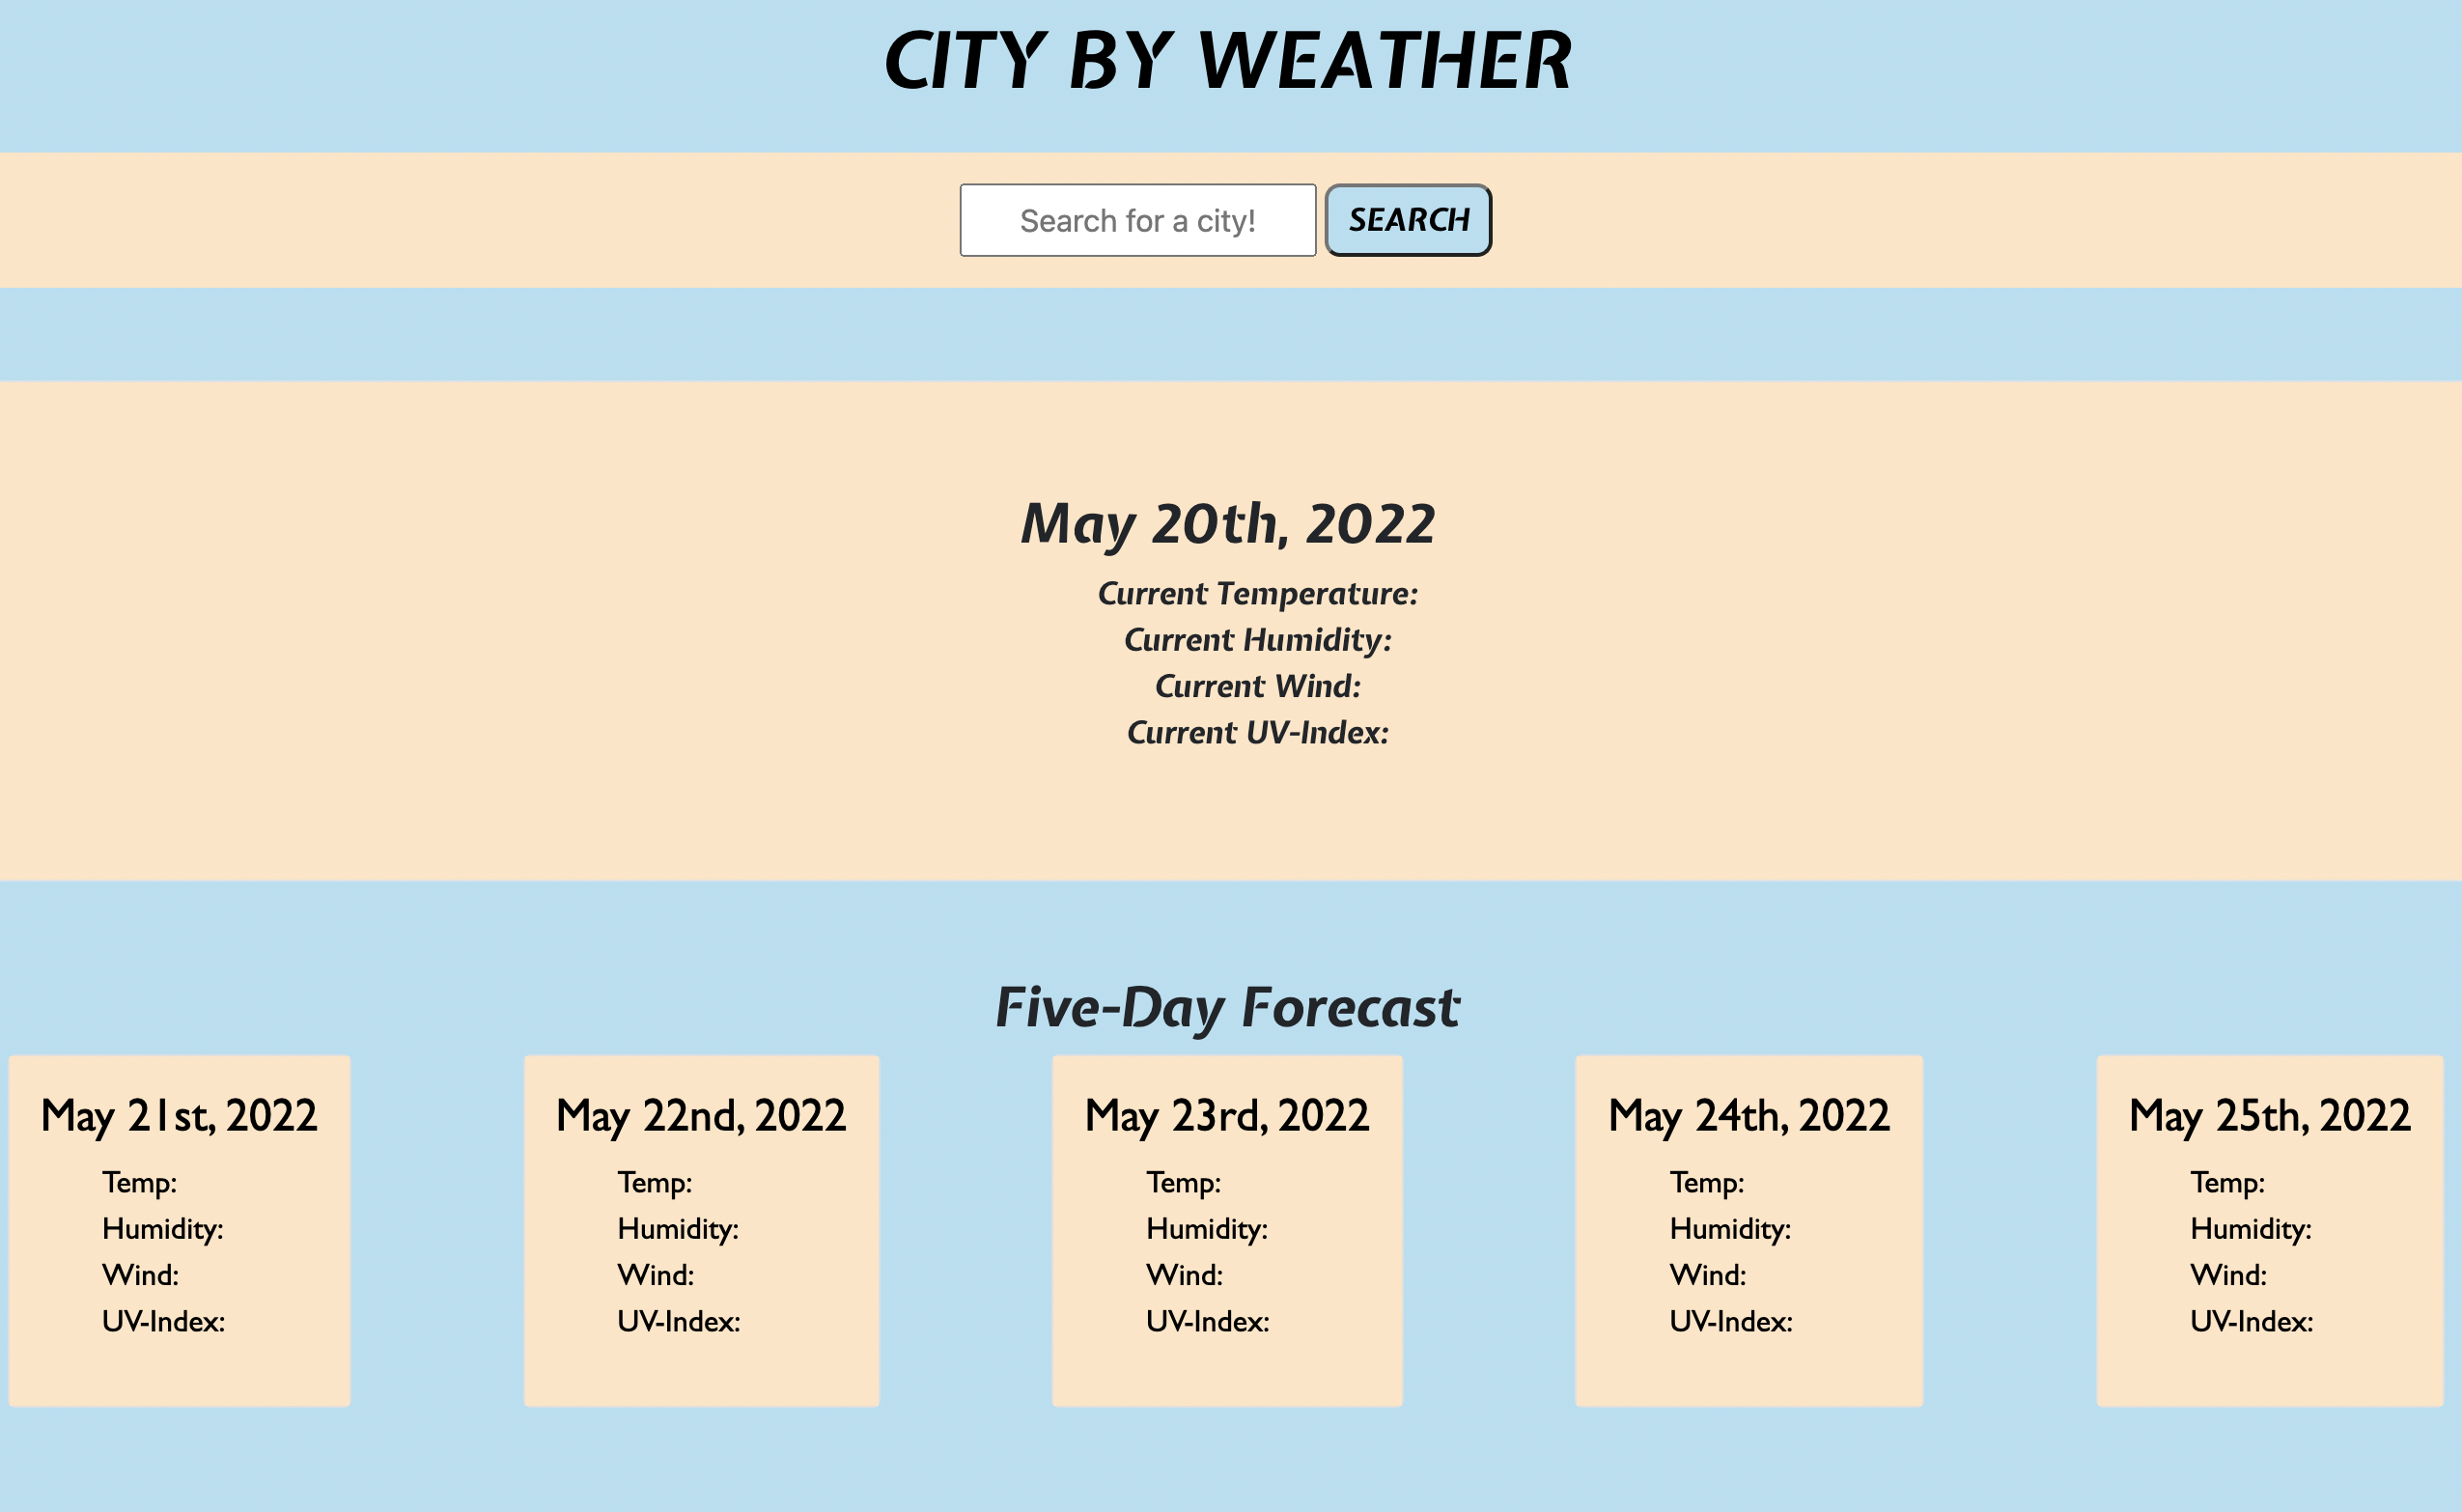 CITY BY WEATHER
Search for a city!
SEARCH
May 20th, 2022
Current Temperature:
Current Humidity:
Current Wind:
Current UV-Index:
Five-Day Forecast
May 21st, 2022
Temp:
Humidity:
Wind:
UV-Index:
May 22nd, 2022
Temp:
Humidity:
Wind:
UV-Index:
May 23rd, 2022
Temp:
Humidity:
Wind:
UV-Index:
May 24th, 2022
Temp:
Humidity:
Wind:
UV-Index:
May 25th, 2022
Temp:
Humidity:
Wind:
UV-Index: